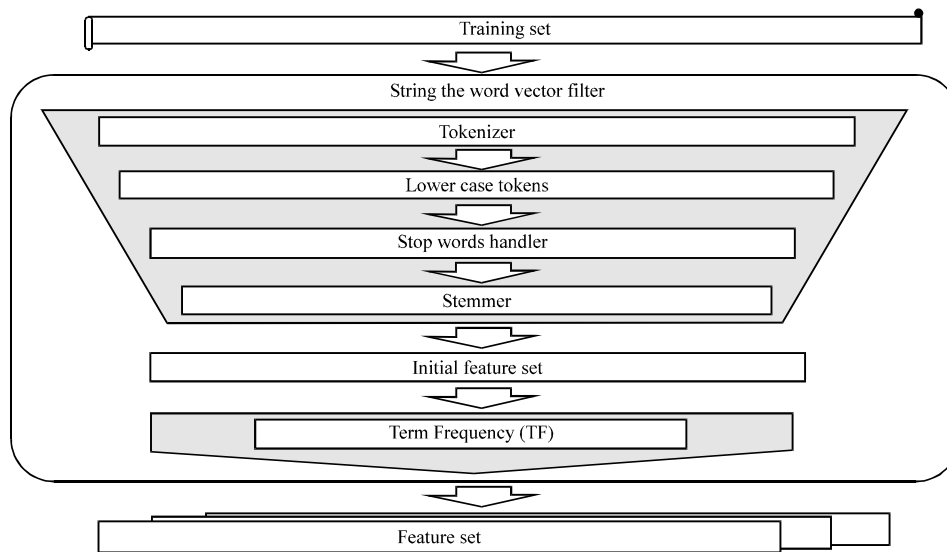 Training set
String the word vector filter
Tokenizer
Lower case tokens
Stop words handler
Stemmer
Initial feature set
Term Frequency (TF)
Feature set